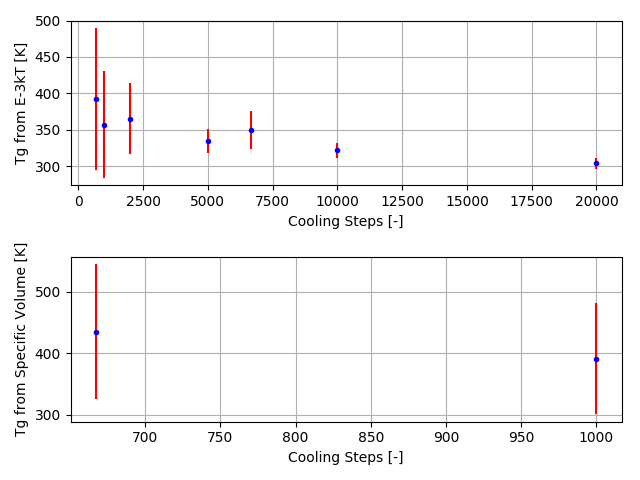 500
450
400
350
300
Tg from E-3kT [K]
0 2500 5000 7500 10000 12500 15000 17500 20000
Cooling Steps [-]
500
400
300
Tg from Specific Volume [K]
700 750 800 850 900 950 1000
Cooling Steps [-]